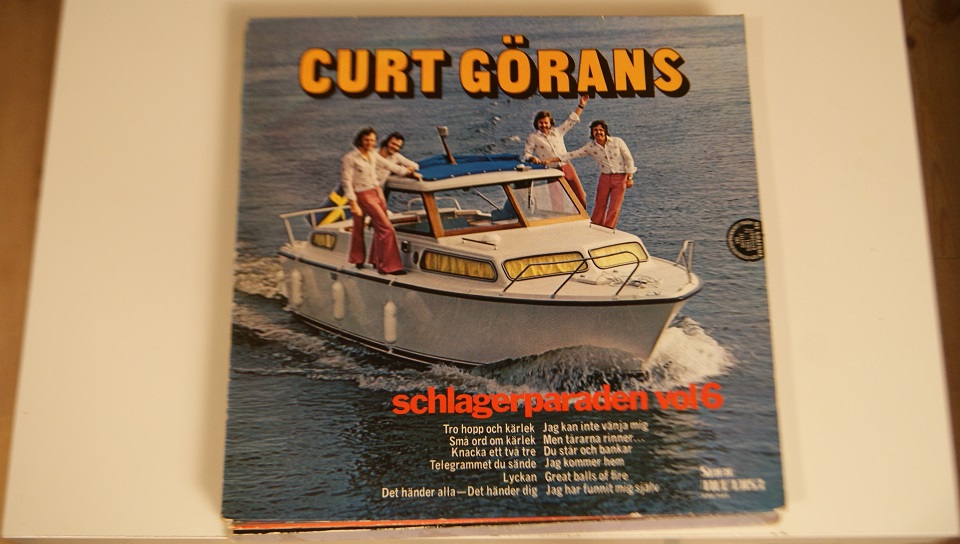 CURT GÖRANS
schlagerparaden vol 6
Tro hopp och kärlek
Små ord om kärlek
Knacka ett två tre
Telegrammet du sände
Lyckan
Det händer alla—Det händer dig
Jag kan inte vänja mig
Men tårarna rinner...
Du står och bankar
Jag kommer hem
Great balls of fire
Jag har funnit mig själv